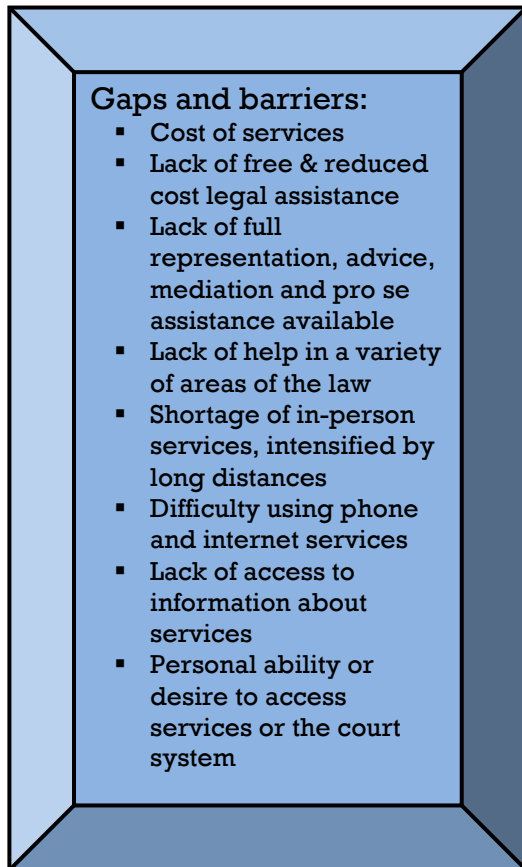 Gaps and barriers:
▪ Cost of services
▪ Lack of free & reduced
cost legal assistance
▪ Lack of full
representation, advice,
mediation and pro se
assistance available
▪ Lack of help in a variety
of areas of the law
▪ Shortage of in-person
services, intensified by
long distances
▪ Difficulty using phone
and internet services
▪ Lack of access to
information about
services
▪ Personal ability or
desire to access
services or the court
system